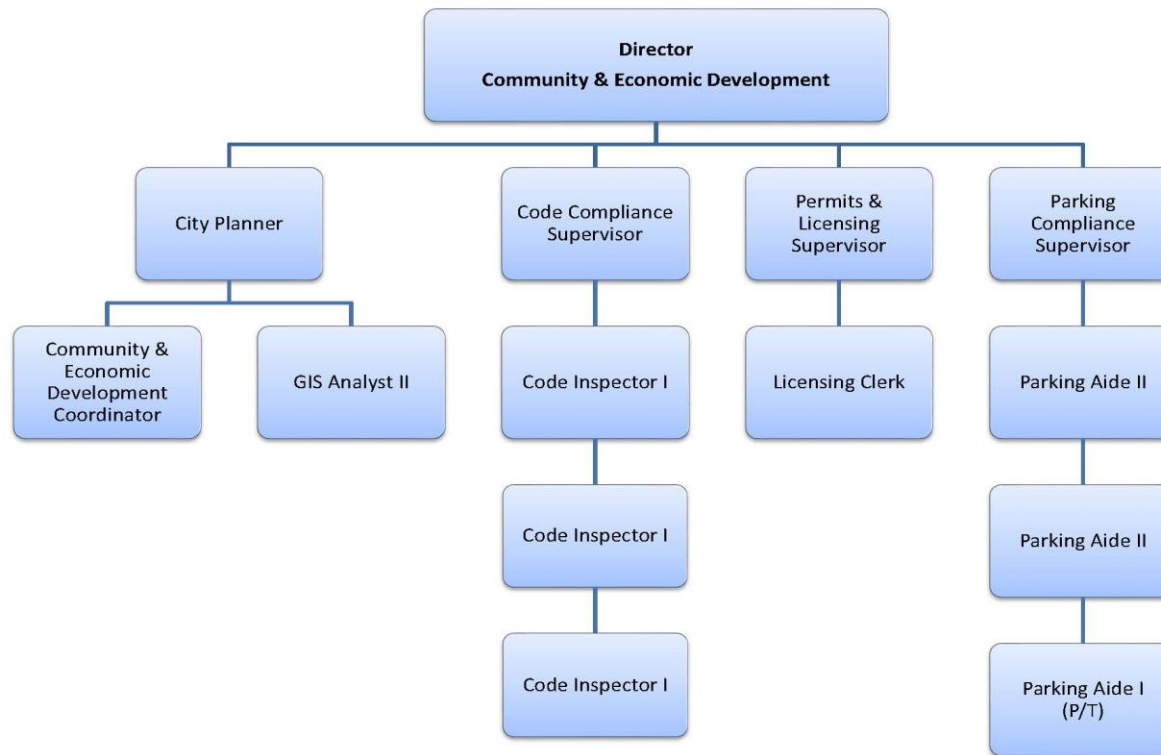 Director
Community & Economic Development
City Planner
Code Compliance
Supervisor
Permits &
Licensing
Supervisor
Parking
Compliance
Supervisor
Community &
Economic
Development
Coordinator
GIS Analyst II
Code Inspector I
Licensing Clerk
Parking Aide II
Code Inspector I
Parking Aide II
Code Inspector I
Parking Aide I
(P/T)